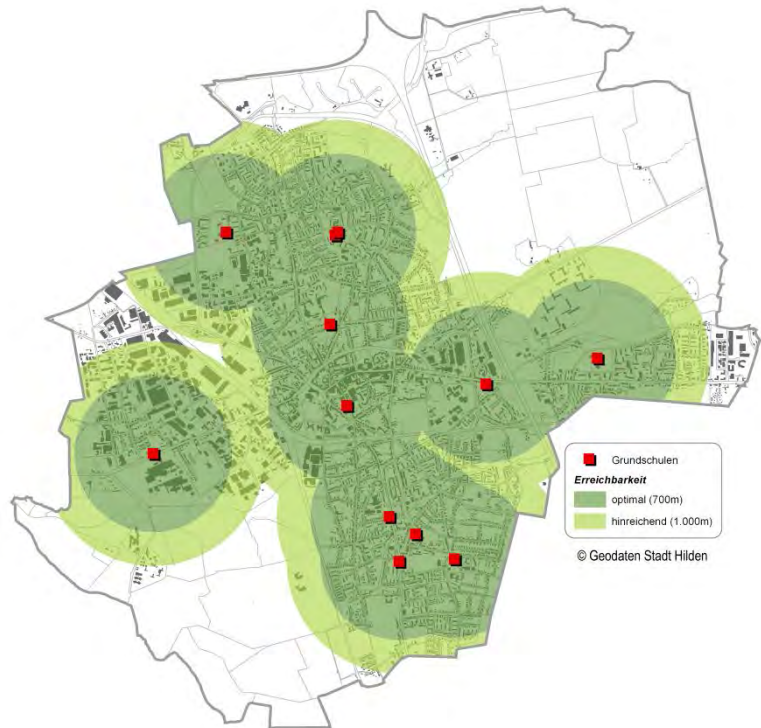 Grundschulen
Erreichbarkeit
optimal (700m)
hinreichend (1.000m)
© Geodaten Stadt Hilden